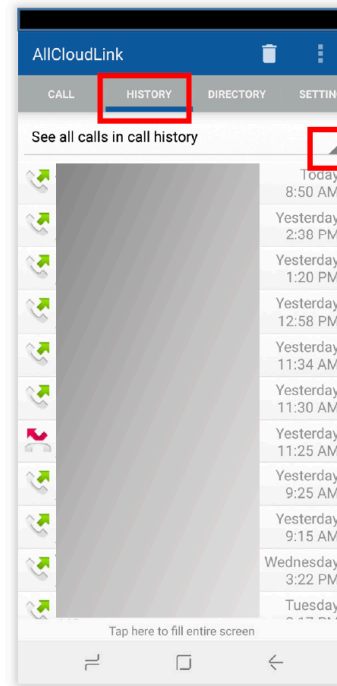 AllCloudLink
CALL HISTORY DIRECTORY SETTIN
See all calls in call history
Today
8:50 AM
Yesterday
2:38 PM
Yesterday
1:20 PM
Yesterday
12:58 PM
Yesterday
11:34 AM
Yesterday
11:30 AM
Yesterday
11:25 AM
Yesterday
9:25 AM
Yesterday
9:15 AM
Wednesday
3:22 PM
Tuesday
Tap here to fill entire screen